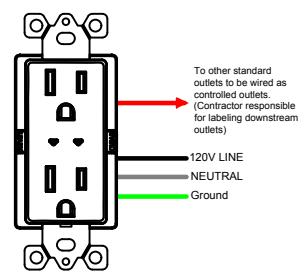 To other standard
outlets to be wired as
controlled outlets.
(Contractor responsible
for labeling downstream
outlets)
120V LINE
NEUTRAL
Ground